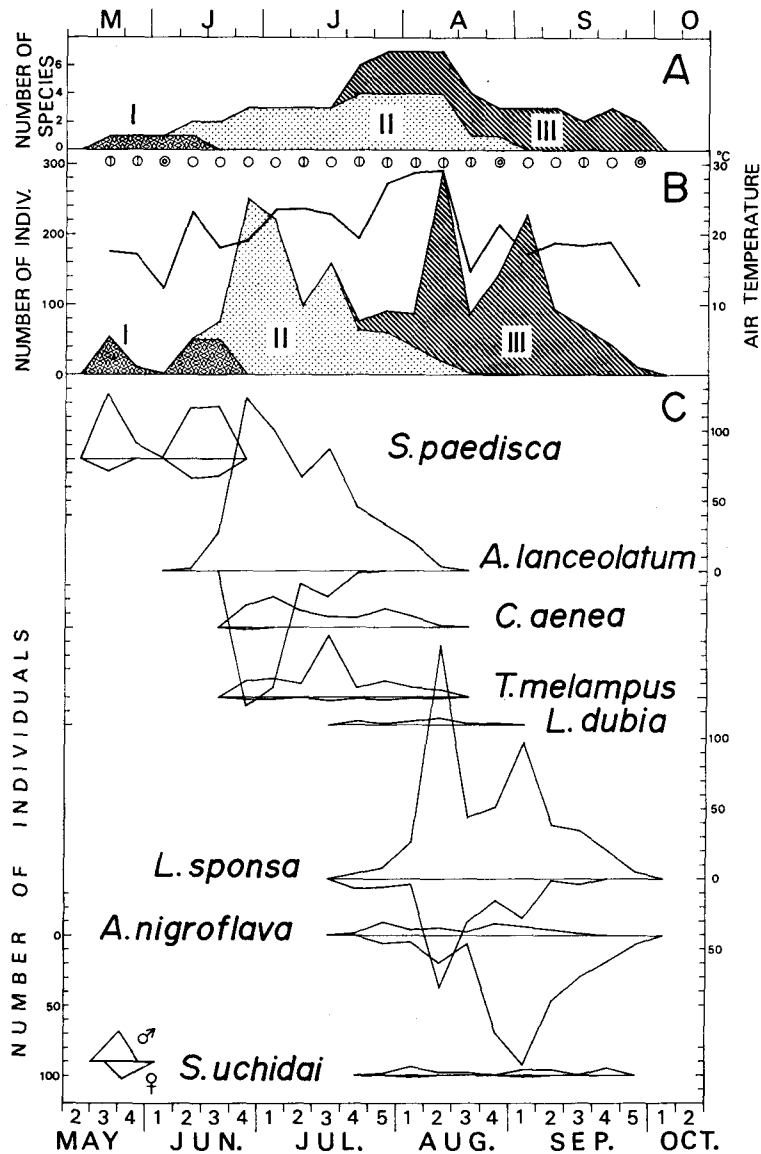 M J J A S O
NUMBER OF SPECIES
6
4
2
0
A
I
II
III
NUMBER OF INDIV.
300
200
100
0
B
°C
30
20
10
AIR TEMPERATURE
I
II
III
C
S. paedisca
100
50
0
A. lanceolatum
C. aenea
T. melampus
L. dubia
100
50
0
50
L. sponsa
A. nigroflava
0
50
100
NUMBER OF INDIVIDUALS
♂
♀
S. uchidai
2 3 4 1 2 3 4 1 2 3 4 5 1 2 3 4 1 2 3 4 5 1 2
MAY JUN. JUL. AUG. SEP. OCT.